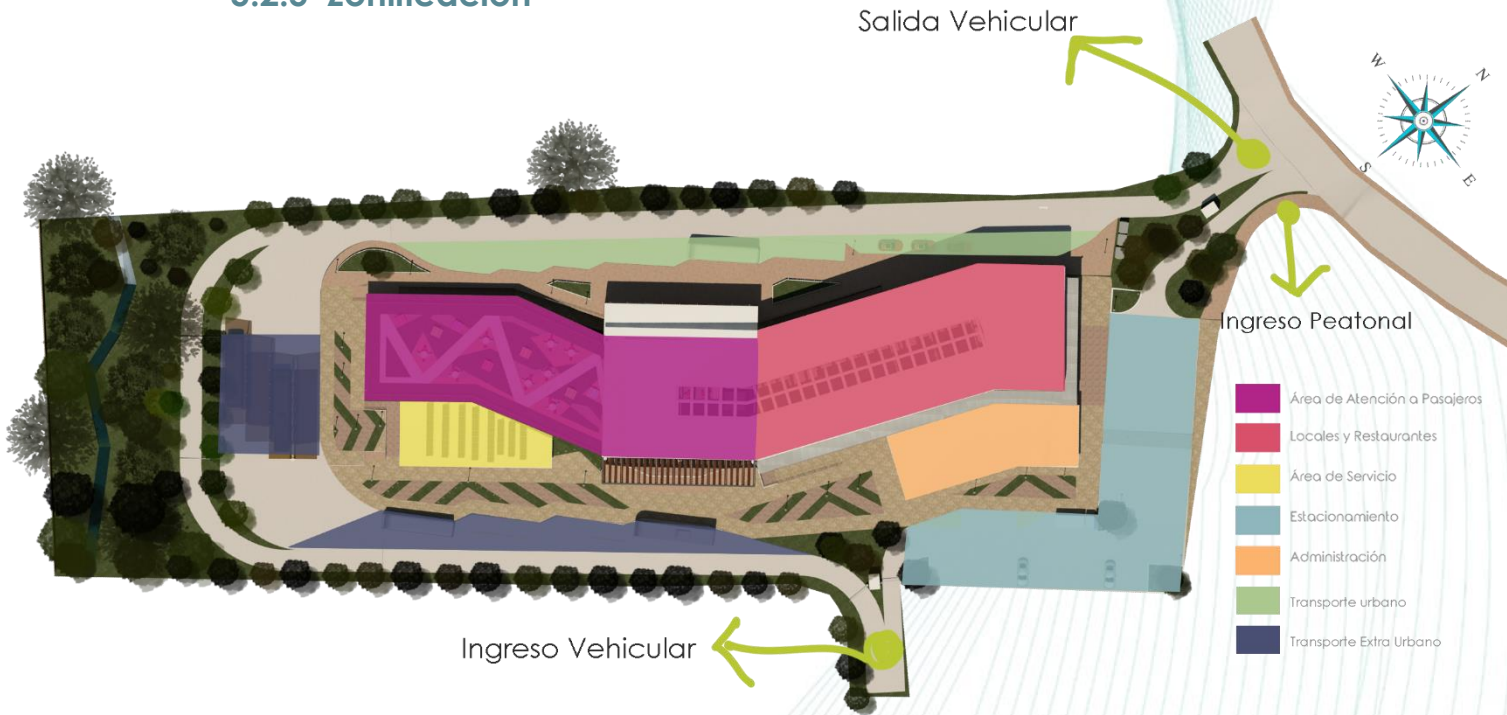 Zonificación
Salida Vehicular
W
N
S
E
Ingreso Peatonal
Área de Atención a Pasajeros
Locales y Restaurantes
Área de Servicio
Estacionamiento
Administración
Transporte urbano
Transporte Extra Urbano
Ingreso Vehicular